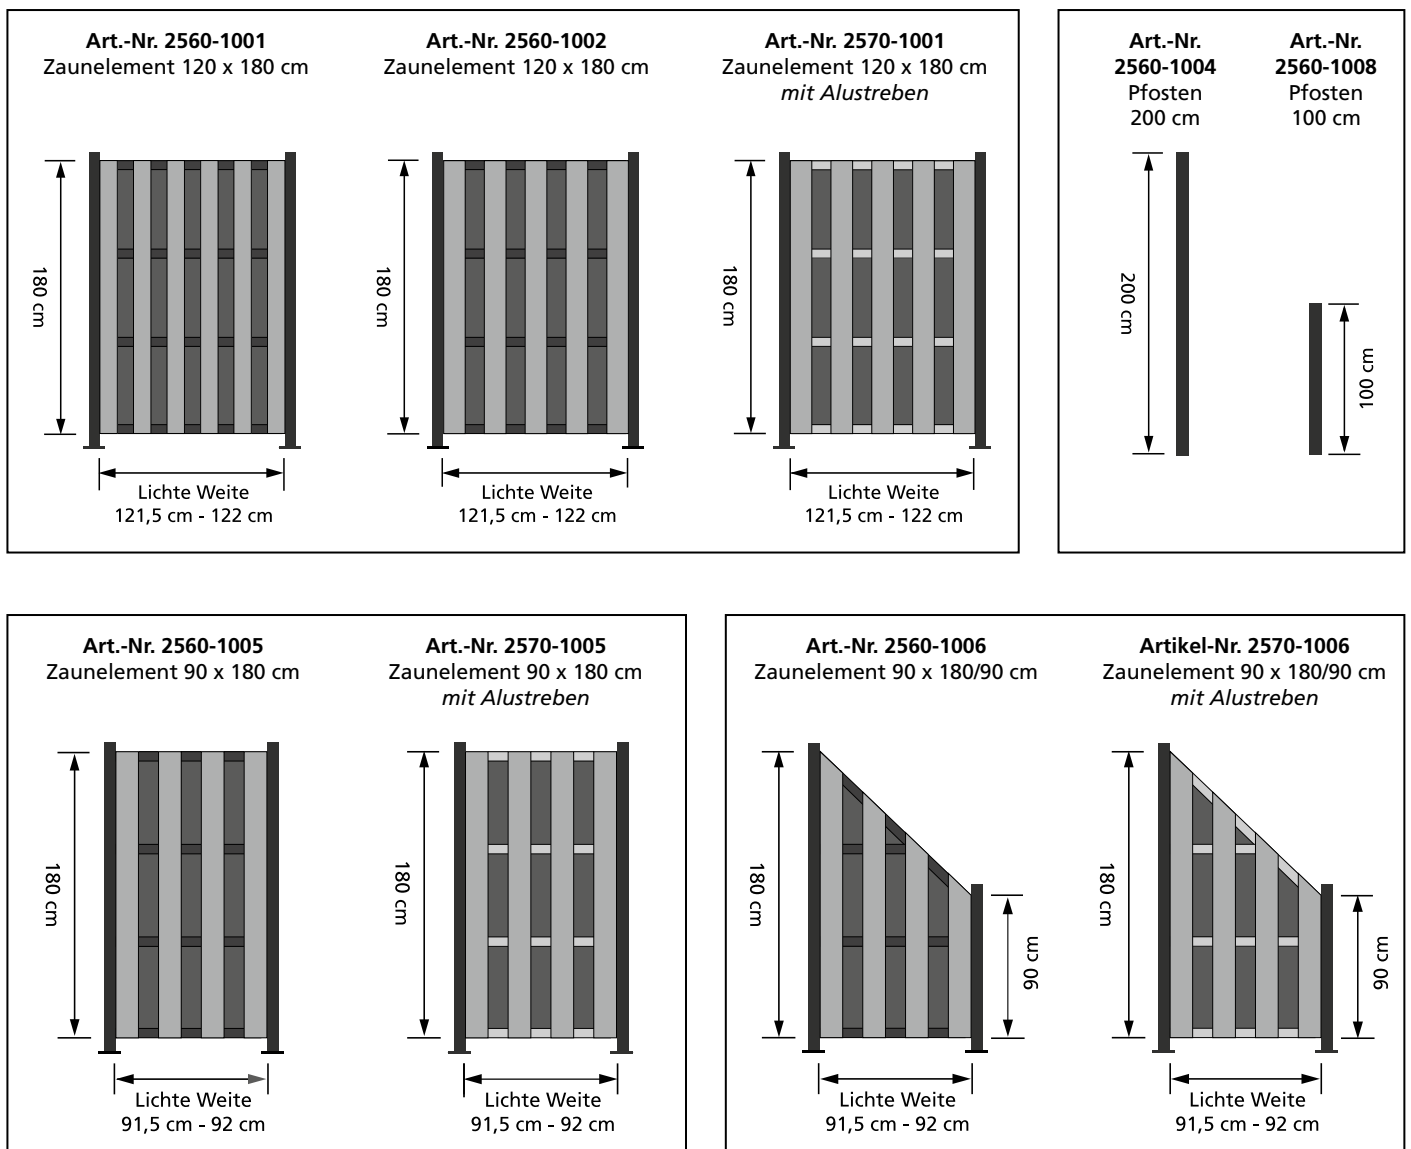 Art.-Nr. 2560-1001
Zaunelement 120 x 180 cm
180 cm
Lichte Weite
121,5 cm - 122 cm
Art.-Nr. 2560-1002
Zaunelement 120 x 180 cm
180 cm
Lichte Weite
121,5 cm - 122 cm
Art.-Nr. 2570-1001
Zaunelement 120 x 180 cm
mit Alustreben
180 cm
Lichte Weite
121,5 cm - 122 cm
Art.-Nr.
2560-1004
Pfosten
200 cm
200 cm
Art.-Nr.
2560-1008
Pfosten
100 cm
100 cm
Art.-Nr. 2560-1005
Zaunelement 90 x 180 cm
180 cm
Lichte Weite
91,5 cm - 92 cm
Art.-Nr. 2570-1005
Zaunelement 90 x 180 cm
mit Alustreben
180 cm
Lichte Weite
91,5 cm - 92 cm
Art.-Nr. 2560-1006
Zaunelement 90 x 180/90 cm
180 cm
90 cm
Lichte Weite
91,5 cm - 92 cm
Artikel-Nr. 2570-1006
Zaunelement 90 x 180/90 cm
mit Alustreben
180 cm
90 cm
Lichte Weite
91,5 cm - 92 cm